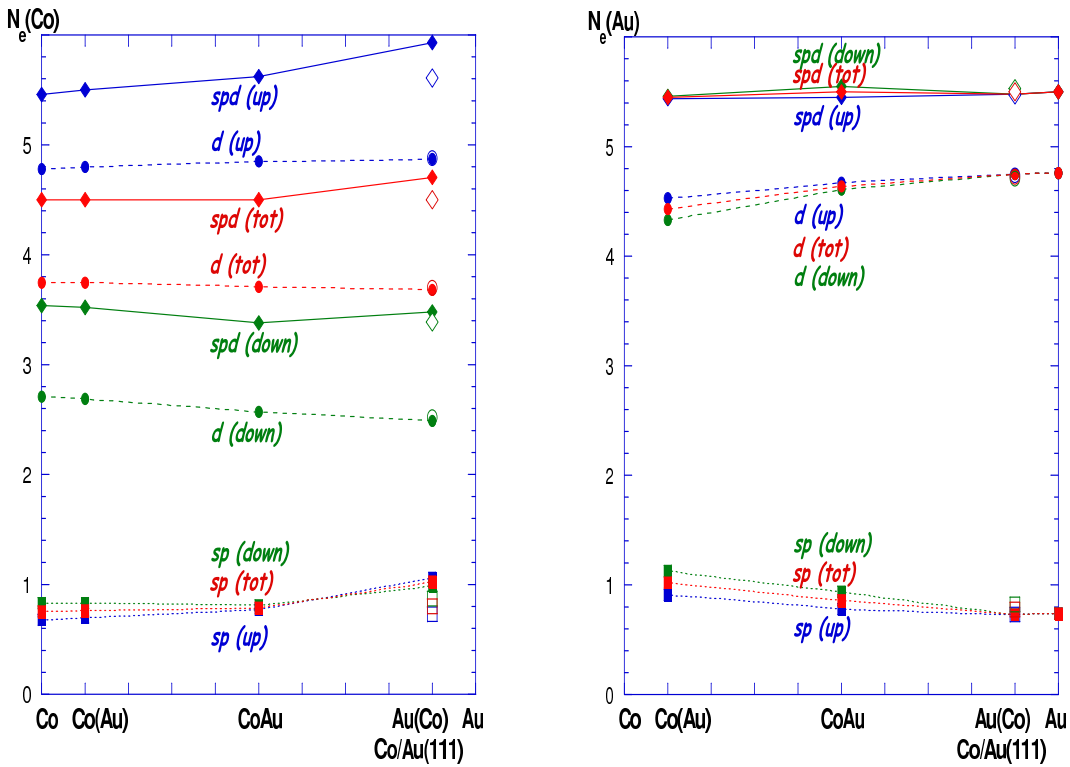 Ne(Co)
5
4
3
2
1
0
spd (up)
d (up)
spd (tot)
d (tot)
spd (down)
d (down)
sp (down)
sp (tot)
sp (up)
Co Co(Au) CoAu Au(Co) Au
Co/Au(111)
Ne(Au)
5
4
3
2
1
0
spd (down)
spd (tot)
spd (up)
d (up)
d (tot)
d (down)
sp (down)
sp (tot)
sp (up)
Co Co(Au) CoAu Au(Co) Au
Co/Au(111)